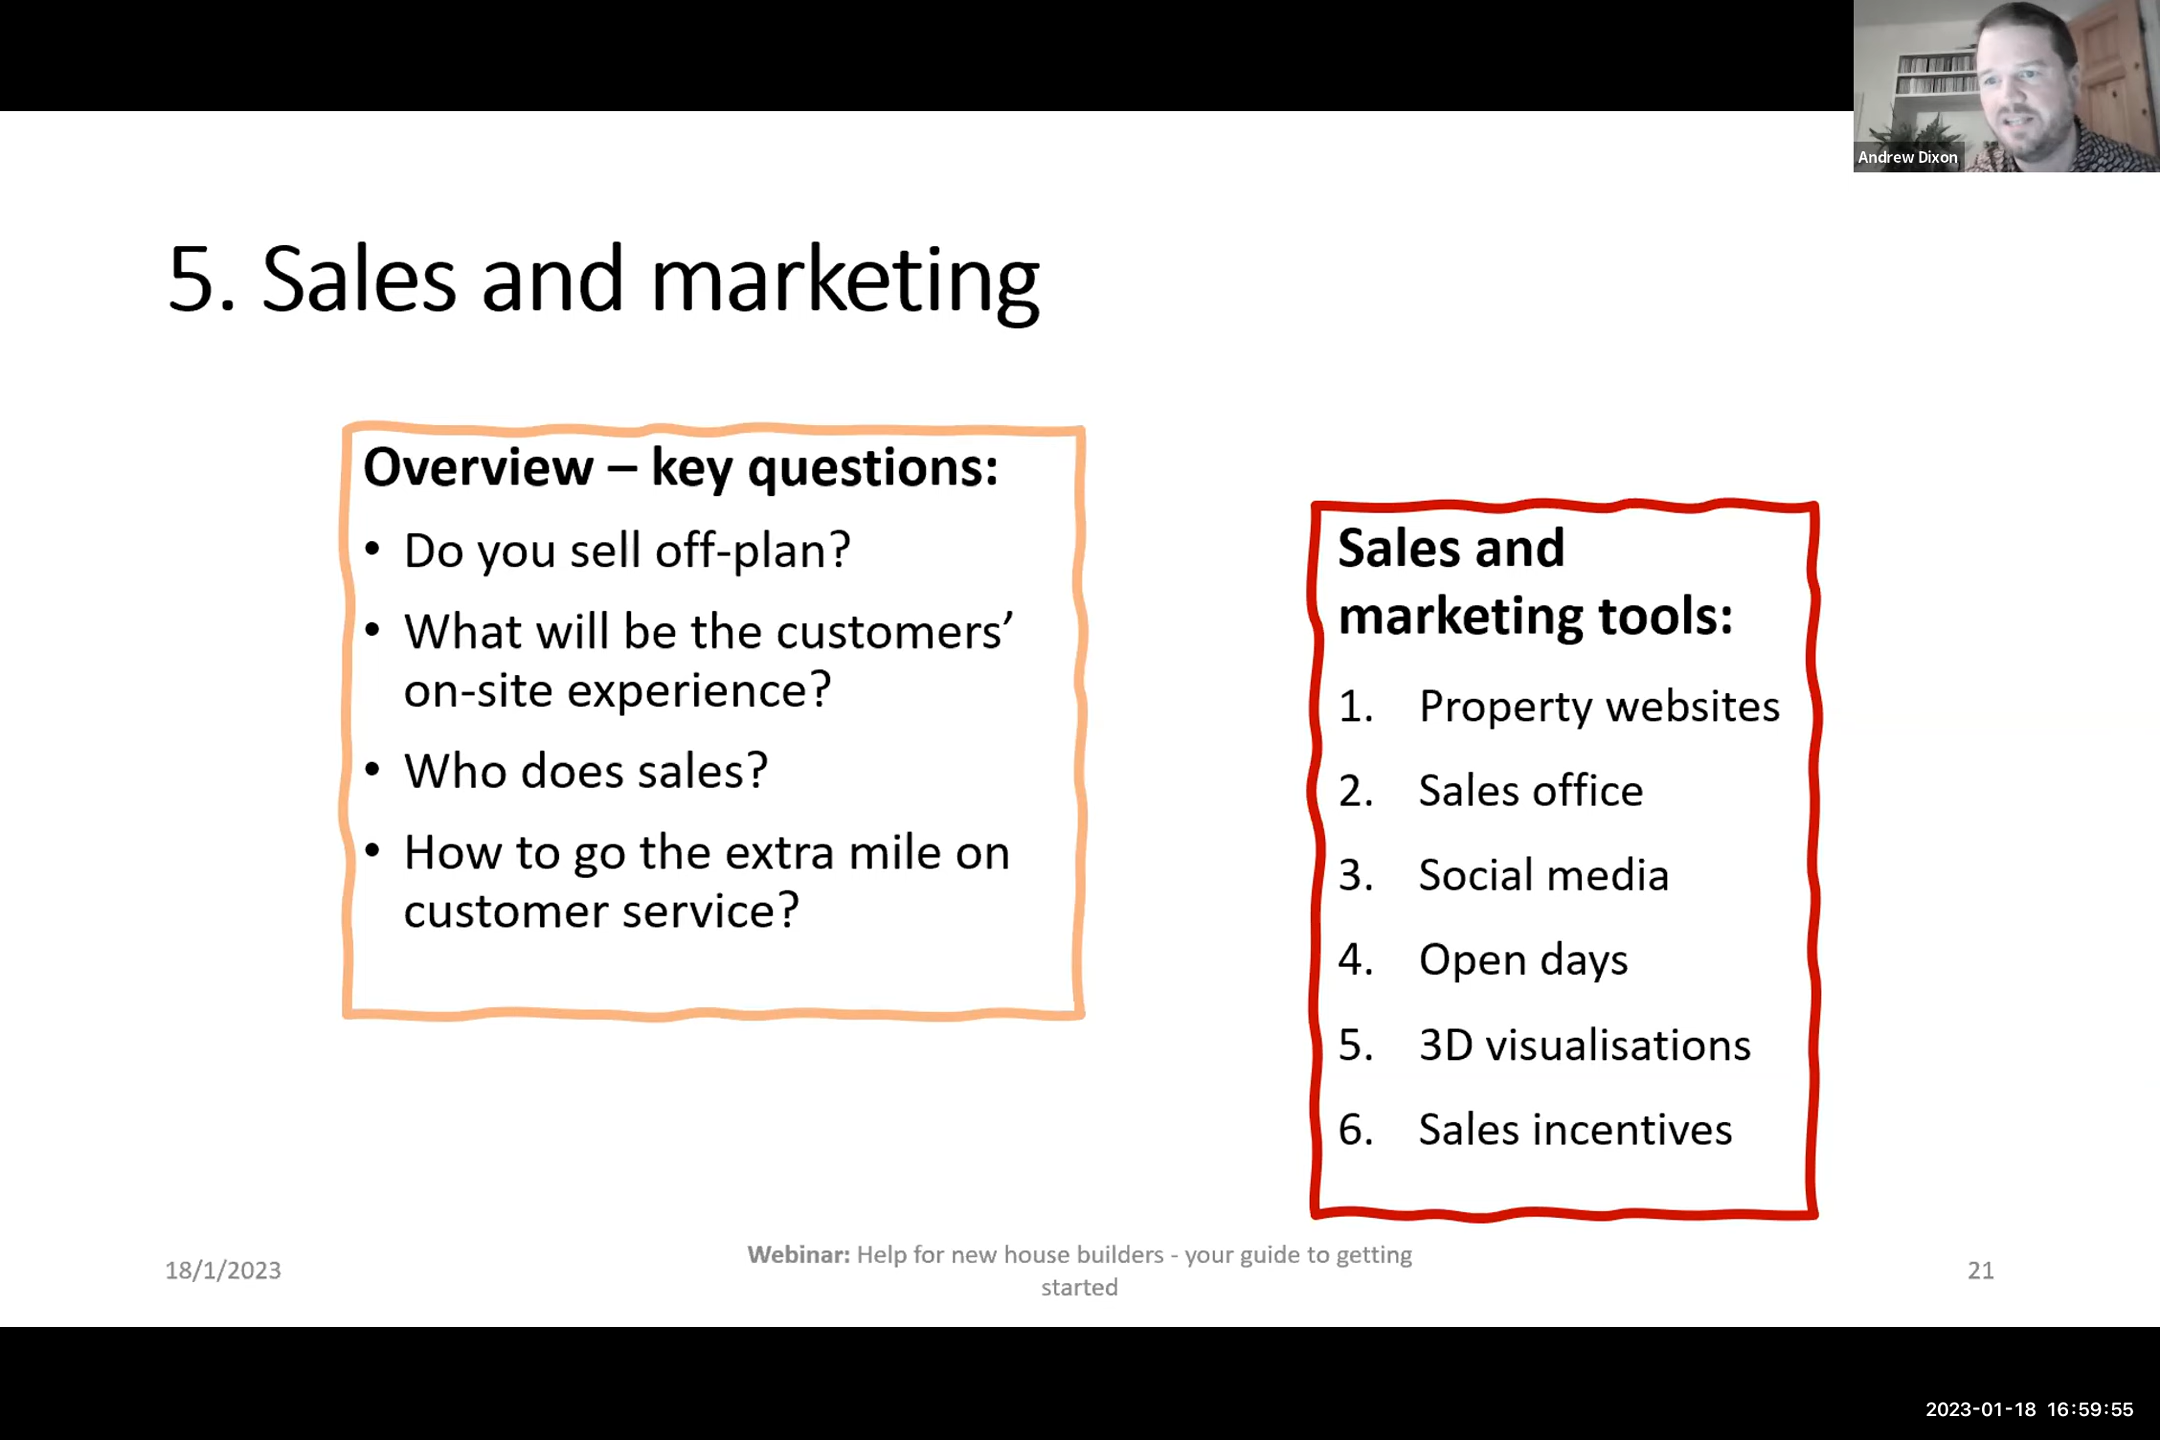 Andrew Dixon
5. Sales and marketing
Overview – key questions:
• Do you sell off-plan?
• What will be the customers’
on-site experience?
• Who does sales?
• How to go the extra mile on
customer service?
Sales and
marketing tools:
1. Property websites
2. Sales office
3. Social media
4. Open days
5. 3D visualisations
6. Sales incentives
18/1/2023
Webinar: Help for new house builders - your guide to getting
started
21
2023-01-18 16:59:55